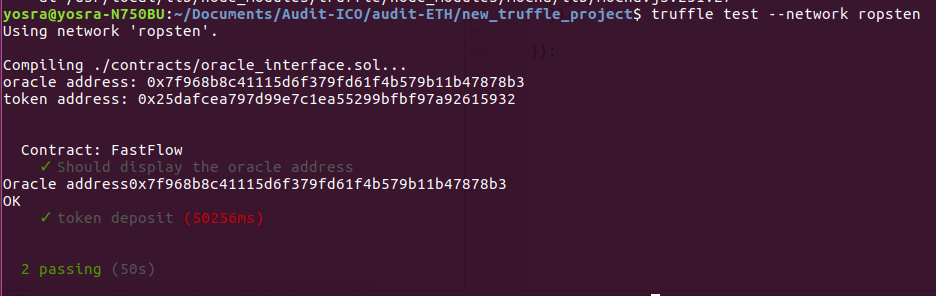 yosra@yosra-N750BU:~/Documents/Audit-ICO/audit-ETH/new_truffle_project$ truffle test --network ropsten
Using network 'ropsten'.
});
Compiling ./contracts/oracle_interface.sol...
oracle address: 0x7f968b8c41115d6f379fd61f4b579b11b47878b3
token address: 0x25dafcea797d99e7c1ea55299bfbf97a92615932
Contract: FastFlow
✓ Should display the oracle address
Oracle address0x7f968b8c41115d6f379fd61f4b579b11b47878b3
OK
✓ token deposit (50256ms)
2 passing (50s)